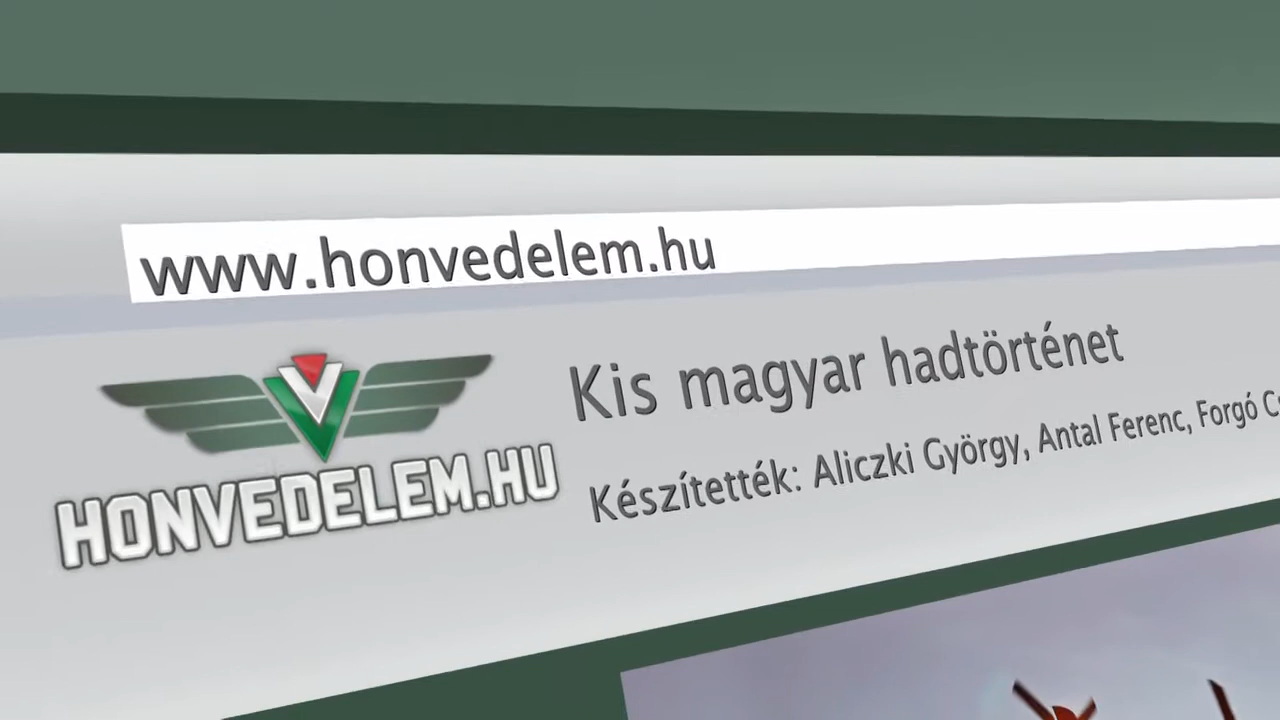 www.honvedelem.hu
HONVEDELEM.HU
Kis magyar hadtörténet
Készítették: Aliczki György, Antal Ferenc, Forgó